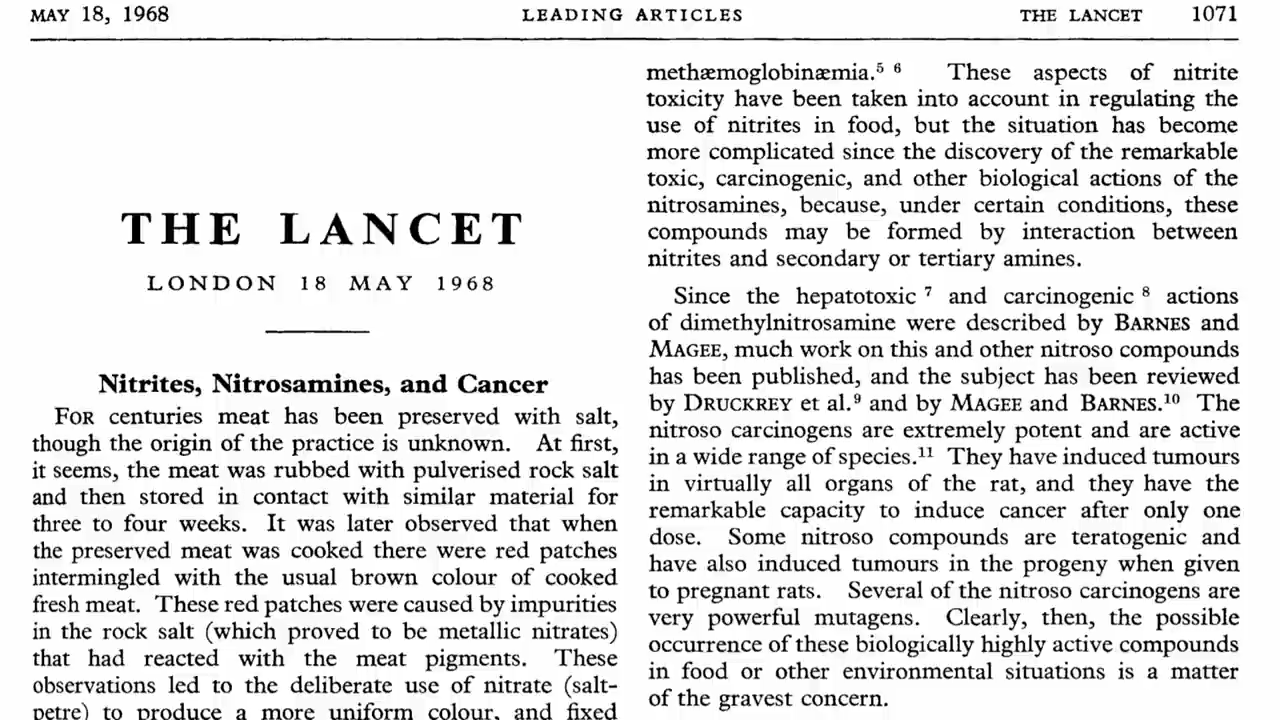 MAY 18, 1968 LEADING ARTICLES THE LANCET 1071
THE LANCET
LONDON 18 MAY 1968
Nitrites, Nitrosamines, and Cancer
FOR centuries meat has been preserved with salt,
though the origin of the practice is unknown. At first,
it seems, the meat was rubbed with pulverised rock salt
and then stored in contact with similar material for
three to four weeks. It was later observed that when
the preserved meat was cooked there were red patches
intermingled with the usual brown colour of cooked
fresh meat. These red patches were caused by impurities
in the rock salt (which proved to be metallic nitrates)
that had reacted with the meat pigments. These
observations led to the deliberate use of nitrate (salt-
petre) to produce a more uniform colour, and fixed
methæmoglobinæmia.⁵ ⁶ These aspects of nitrite
toxicity have been taken into account in regulating the
use of nitrites in food, but the situation has become
more complicated since the discovery of the remarkable
toxic, carcinogenic, and other biological actions of the
nitrosamines, because, under certain conditions, these
compounds may be formed by interaction between
nitrites and secondary or tertiary amines.
Since the hepatotoxic ⁷ and carcinogenic ⁸ actions
of dimethylnitrosamine were described by BARNES and
MAGEE, much work on this and other nitroso compounds
has been published, and the subject has been reviewed
by DRUCKREY et al.⁹ and by MAGEE and BARNES.¹⁰ The
nitroso carcinogens are extremely potent and are active
in a wide range of species.¹¹ They have induced tumours
in virtually all organs of the rat, and they have the
remarkable capacity to induce cancer after only one
dose. Some nitroso compounds are teratogenic and
have also induced tumours in the progeny when given
to pregnant rats. Several of the nitroso carcinogens are
very powerful mutagens. Clearly, then, the possible
occurrence of these biologically highly active compounds
in food or other environmental situations is a matter
of the gravest concern.